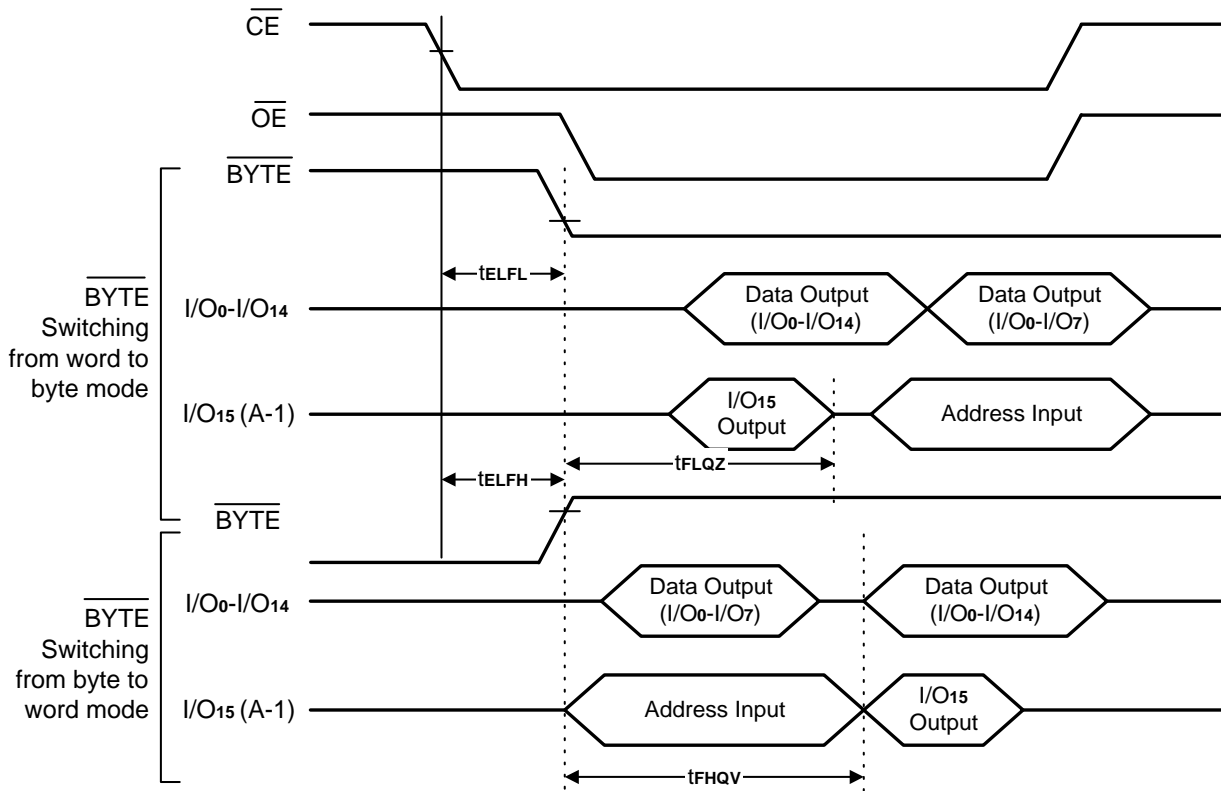 CE
OE
BYTE
tELFL
BYTE
Switching
from word to
byte mode
I/O0-I/O14
Data Output
(I/O0-I/O14)
Data Output
(I/O0-I/O7)
I/O15 (A-1)
I/O15
Output
Address Input
tELFH
tFLQZ
BYTE
BYTE
Switching
from byte to
word mode
I/O0-I/O14
Data Output
(I/O0-I/O7)
Data Output
(I/O0-I/O14)
I/O15 (A-1)
Address Input
I/O15
Output
tFHQV